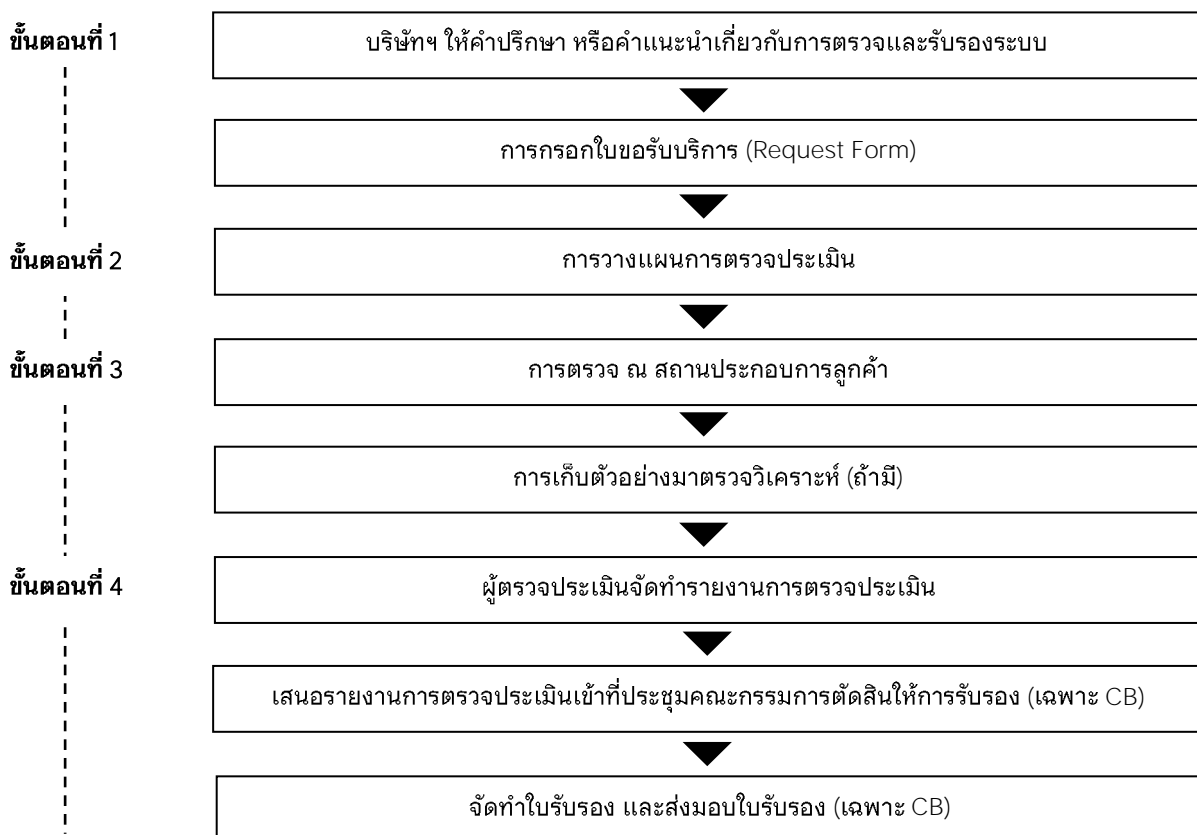 ขั้นตอนที่ 1
บริษัทฯ ให้คำปรึกษา หรือคำแนะนำเกี่ยวกับการตรวจและรับรองระบบ
การกรอกใบขอรับบริการ (Request Form)
ขั้นตอนที่ 2
การวางแผนการตรวจประเมิน
ขั้นตอนที่ 3
การตรวจ ณ สถานประกอบการลูกค้า
การเก็บตัวอย่างมาตรวจวิเคราะห์ (ถ้ามี)
ขั้นตอนที่ 4
ผู้ตรวจประเมินจัดทำรายงานการตรวจประเมิน
เสนอรายงานการตรวจประเมินเข้าที่ประชุมคณะกรรมการตัดสินให้การรับรอง (เฉพาะ CB)
จัดทำใบรับรอง และส่งมอบใบรับรอง (เฉพาะ CB)